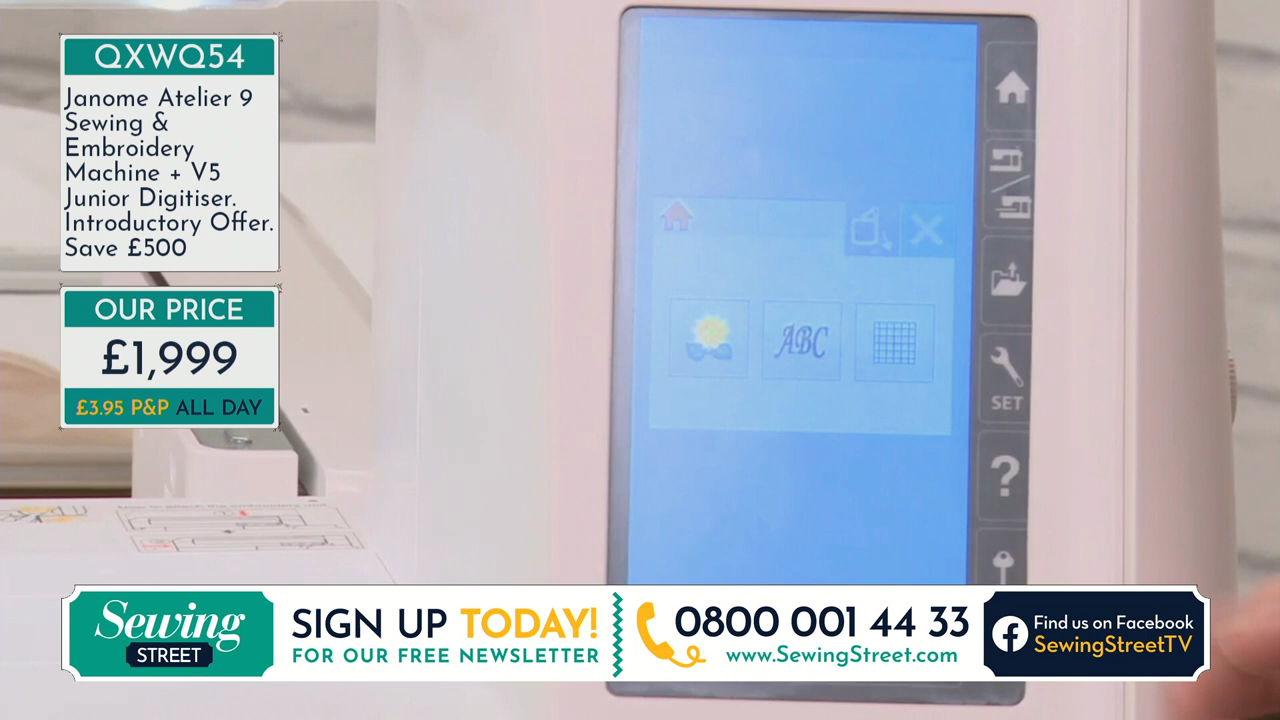 QXWQ54
Janome Atelier 9
Sewing &
Embroidery
Machine + V5
Junior Digitiser.
Introductory Offer.
Save £500
OUR PRICE
£1,999
£3.95 P&P ALL DAY
ABC
SET
?
Sewing
STREET
SIGN UP TODAY!
FOR OUR FREE NEWSLETTER
0800 001 44 33
www.SewingStreet.com
Find us on Facebook
SewingStreetTV